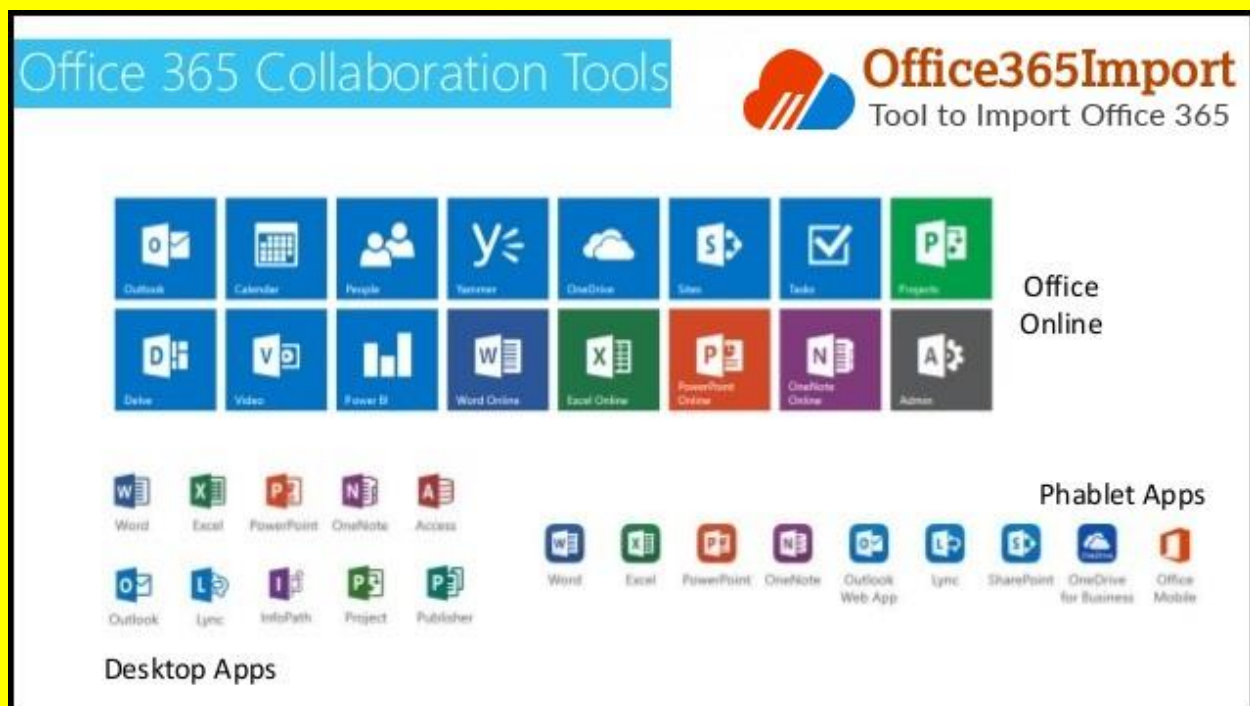 Office 365 Collaboration Tools
Office365Import
Tool to Import Office 365
Outlook
Calendar
People
Yammer
OneDrive
Sites
Tasks
Projects
Office
Online
Delve
Video
Power BI
Word Online
Excel Online
PowerPoint
Online
OneNote
Online
Admin
Word
Excel
PowerPoint
OneNote
Access
Outlook
Lync
InfoPath
Project
Publisher
Desktop Apps
Phablet Apps
Word
Excel
PowerPoint
OneNote
Outlook
Web App
Lync
SharePoint
OneDrive
for Business
Office
Mobile